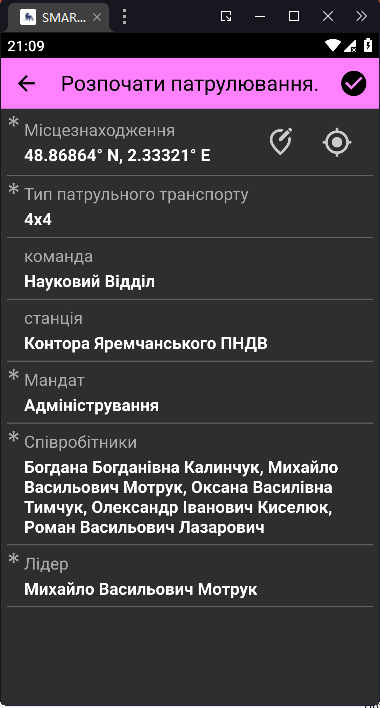 SMAR...
21:09
Розпочати патрулювання.
* Місцезнаходження
48.86864° N, 2.33321° E
* Тип патрульного транспорту
4x4
команда
Науковий Відділ
станція
Контора Яремчанського ПНДВ
* Мандат
Адміністрування
* Співробітники
Богдана Богданівна Калинчук, Михайло
Васильович Мотрук, Оксана Василівна
Тимчук, Олександр Іванович Киселюк,
Роман Васильович Лазарович
* Лідер
Михайло Васильович Мотрук